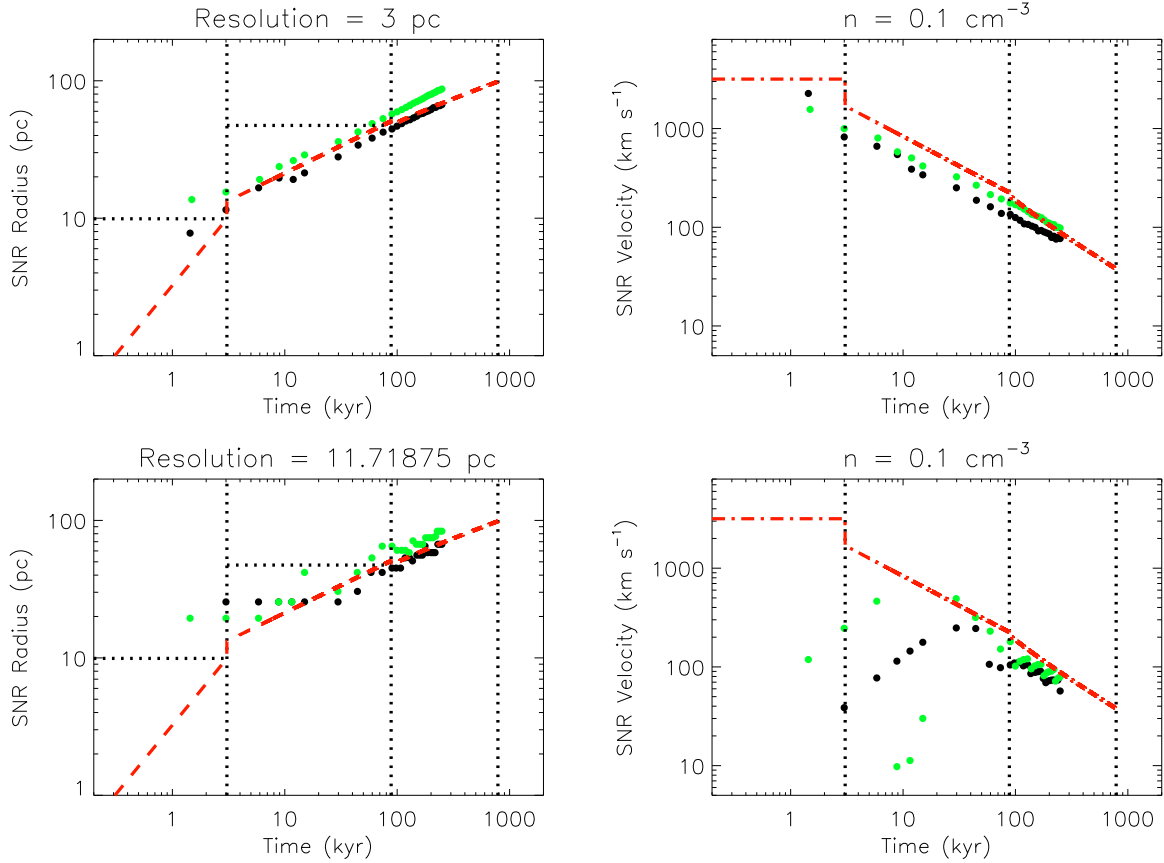 Resolution = 3 pc
100
10
1
SNR Radius (pc)
1
10
100
1000
Time (kyr)
n = 0.1 cm⁻³
1000
100
10
SNR Velocity (km s⁻¹)
1
10
100
1000
Time (kyr)
Resolution = 11.71875 pc
100
10
1
SNR Radius (pc)
1
10
100
1000
Time (kyr)
n = 0.1 cm⁻³
1000
100
10
SNR Velocity (km s⁻¹)
1
10
100
1000
Time (kyr)